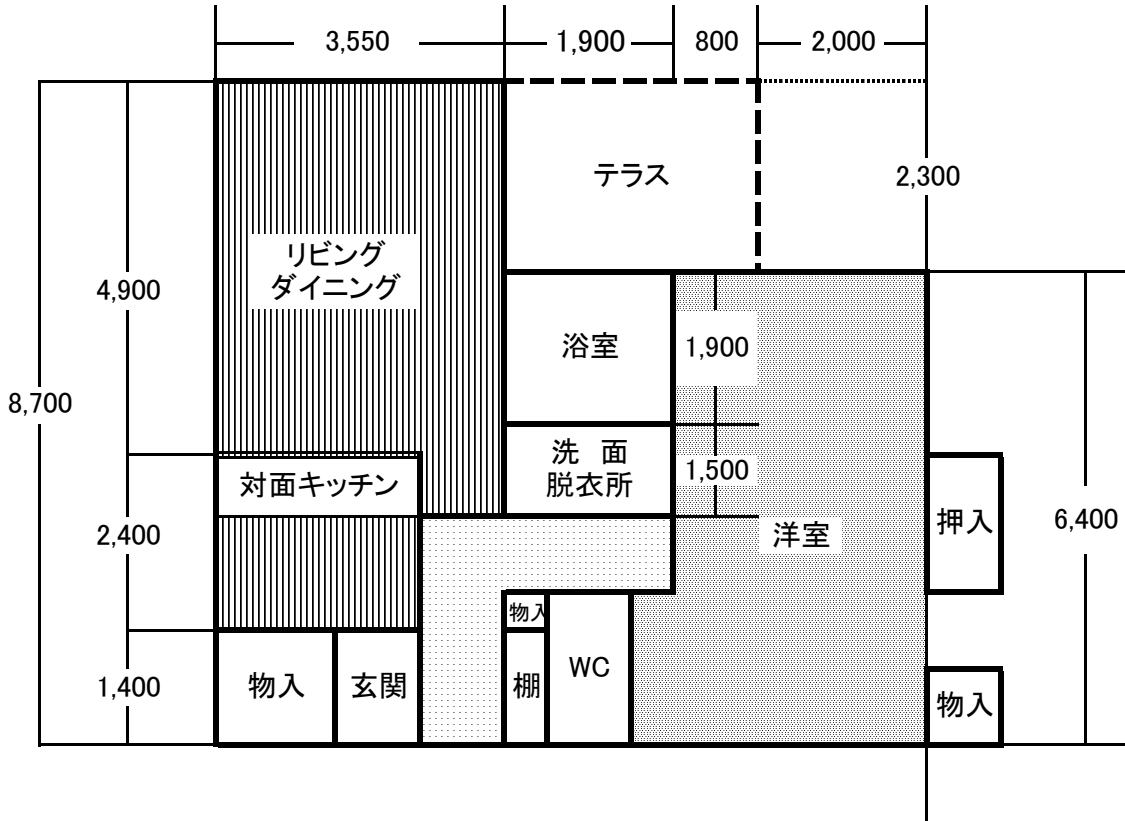 3,550
1,900
800
2,000
テラス
2,300
リビング
ダイニング
4,900
浴室
1,900
8,700
洗 面
脱衣所
1,500
対面キッチン
押入
6,400
洋室
2,400
物入
WC
1,400
物入
玄関
棚
物入